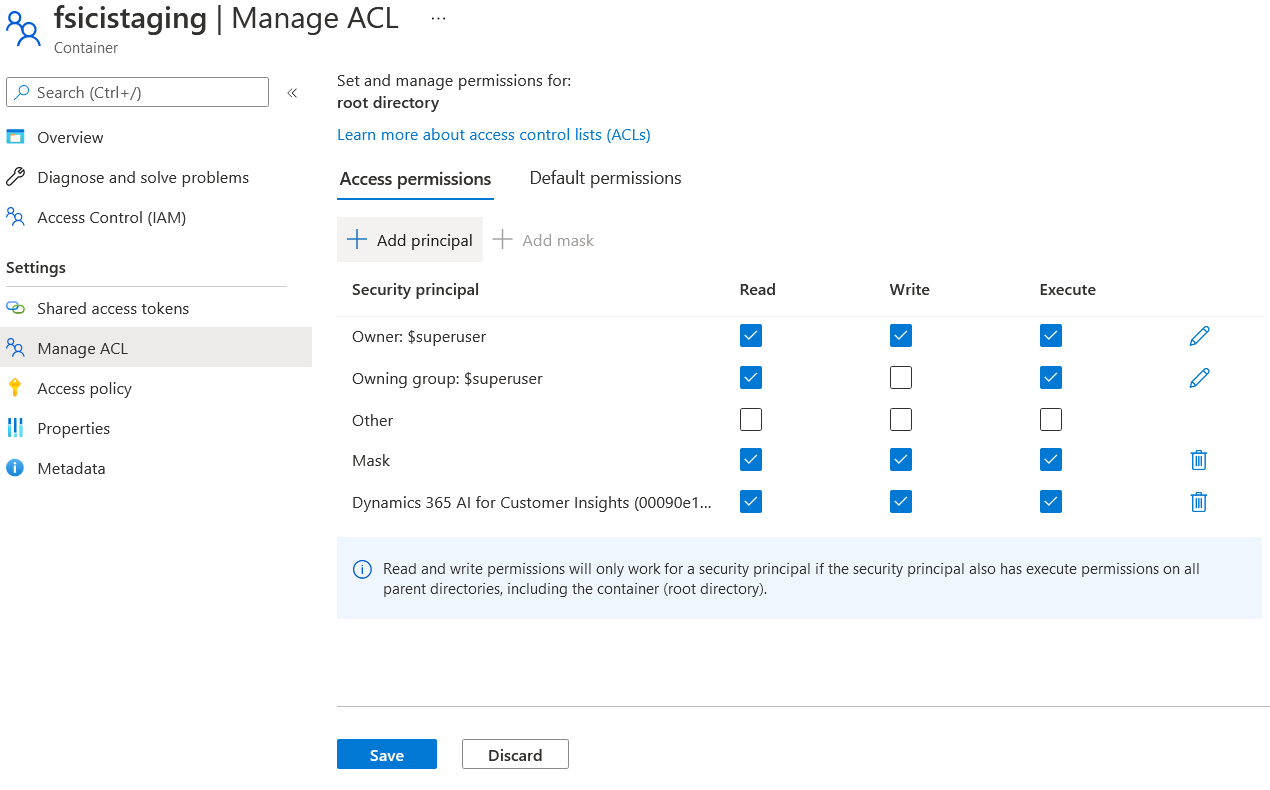 fsicistaging | Manage ACL ...
Container
Search (Ctrl+/)
«
Overview
Diagnose and solve problems
Access Control (IAM)
Settings
Shared access tokens
Manage ACL
Access policy
Properties
Metadata
Set and manage permissions for:
root directory
Learn more about access control lists (ACLs)
Access permissions Default permissions
Add principal Add mask
Security principal Read Write Execute
Owner: $superuser
Owning group: $superuser
Other
Mask
Dynamics 365 AI for Customer Insights (00090e1...
Read and write permissions will only work for a security principal if the security principal also has execute permissions on all
parent directories, including the container (root directory).
Save Discard